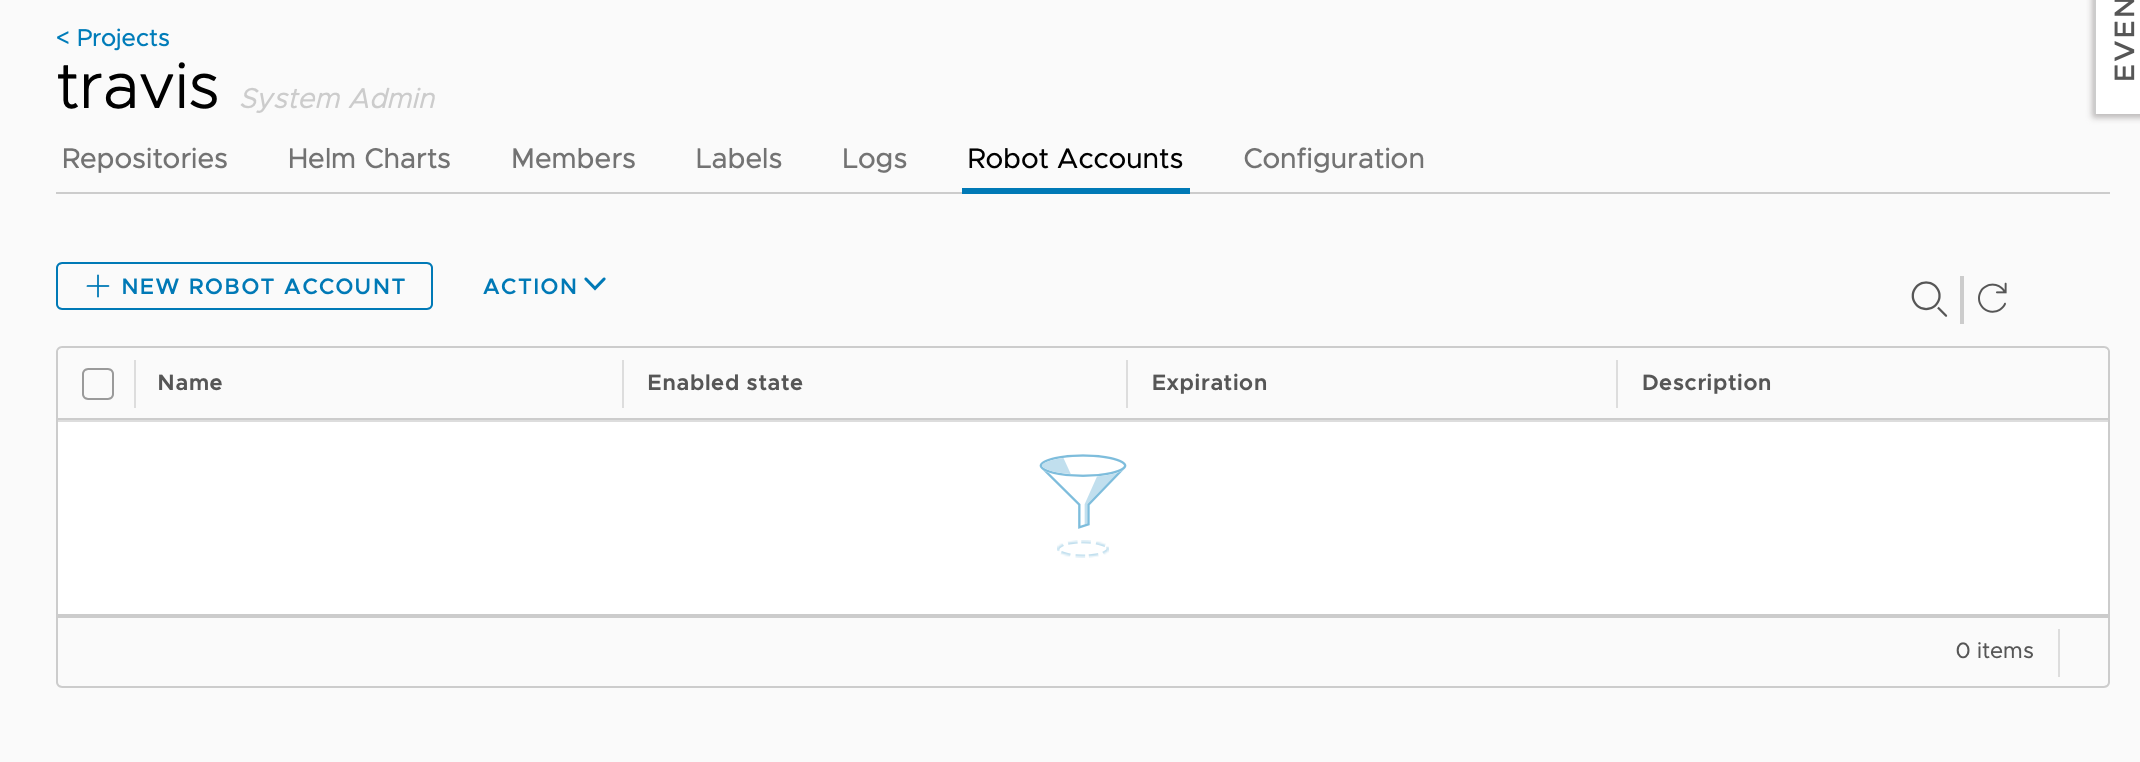 < Projects
travis System Admin
Repositories Helm Charts Members Labels Logs Robot Accounts Configuration
NEW ROBOT ACCOUNT ACTION
Name Enabled state Expiration Description
0 items
EVEN